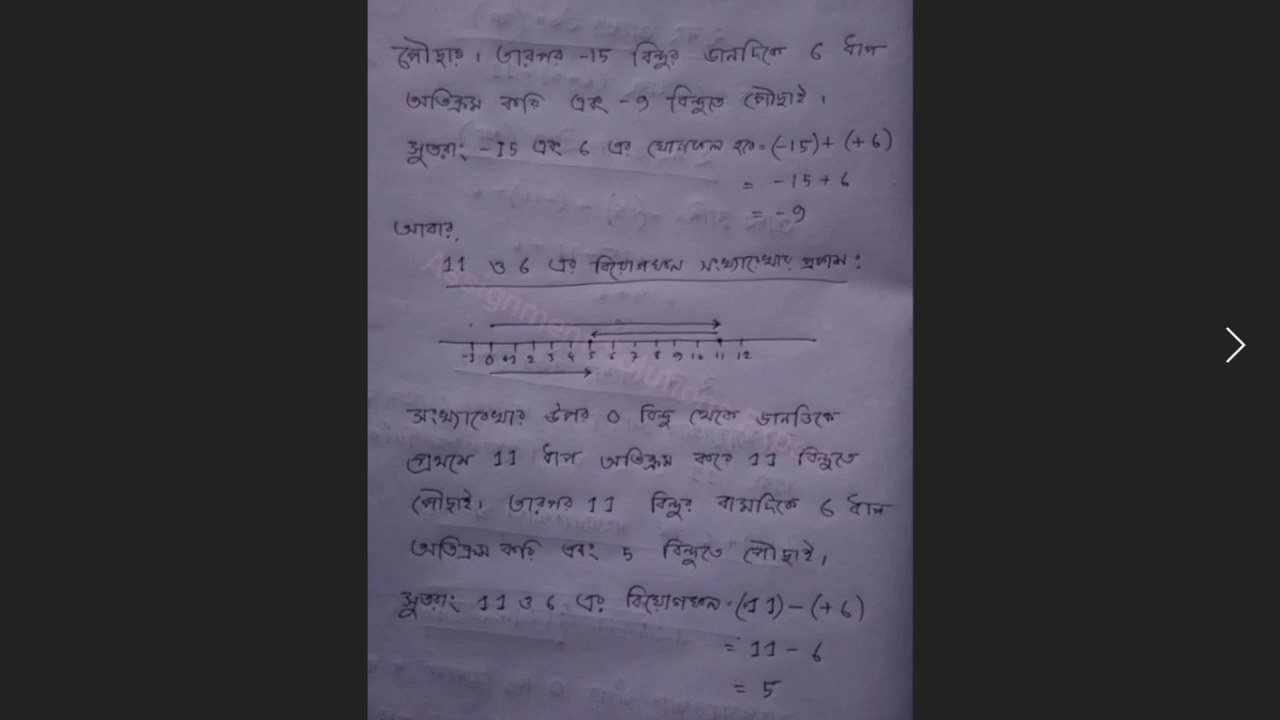 পৌছায়। তারপর -15 বিন্দুর ডানদিকে 6 ধাপ
অতিক্রম করি এবং -9 বিন্দুতে পৌছাই।
সুতরাং -15 এবং 6 এর যোগফল হবে = (-15) + (+6)
= -15 + 6
= -9
আবার,
11 ও 6 এর বিয়োগফল সংখ্যারেখায় প্রকাশ:
-1 0 +1 2 3 4 5 6 7 8 9 10 11 12
সংখ্যারেখার উপর 0 বিন্দু থেকে ডানদিকে
প্রথমে 11 ধাপ অতিক্রম করে 11 বিন্দুতে
পৌছাই। তারপর 11 বিন্দুর বামদিকে 6 ধাপ
অতিক্রম করি এবং 5 বিন্দুতে পৌছাই।
সুতরাং 11 ও 6 এর বিয়োগফল = (11) - (+6)
= 11 - 6
= 5
Assignment Solution